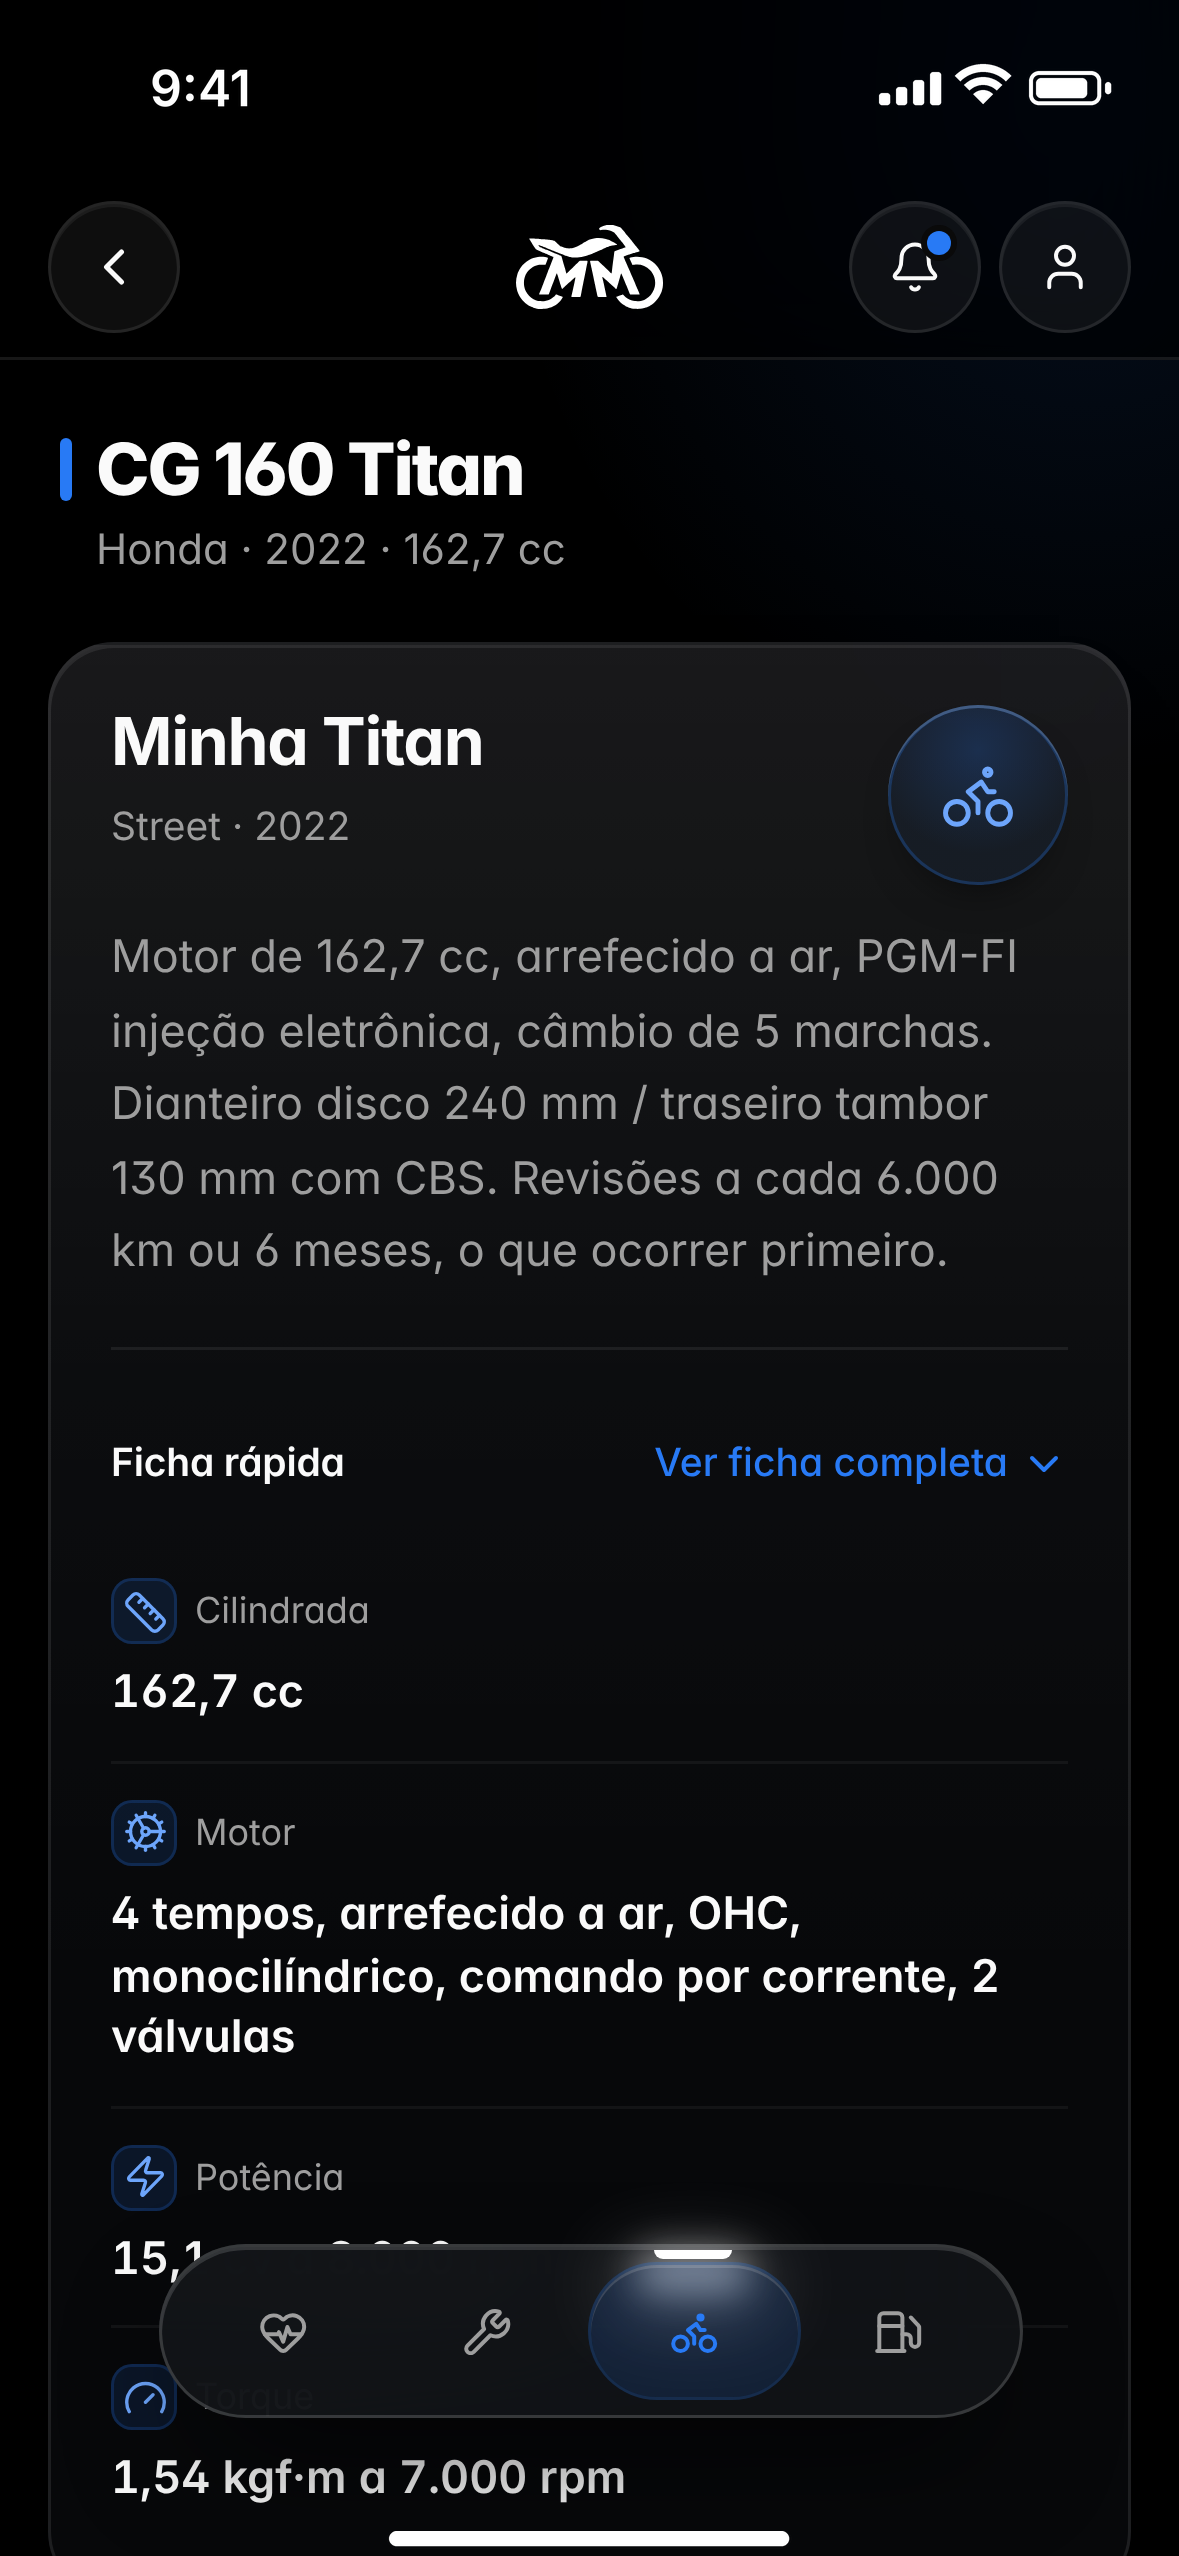 9:41
MM
CG 160 Titan
Honda · 2022 · 162,7 cc
Minha Titan
Street · 2022
Motor de 162,7 cc, arrefecido a ar, PGM-FI
injeção eletrônica, câmbio de 5 marchas.
Dianteiro disco 240 mm / traseiro tambor
130 mm com CBS. Revisões a cada 6.000
km ou 6 meses, o que ocorrer primeiro.
Ficha rápida
Ver ficha completa
Cilindrada
162,7 cc
Motor
4 tempos, arrefecido a ar, OHC,
monocilíndrico, comando por corrente, 2
válvulas
Potência
15,1
Torque
1,54 kgf·m a 7.000 rpm